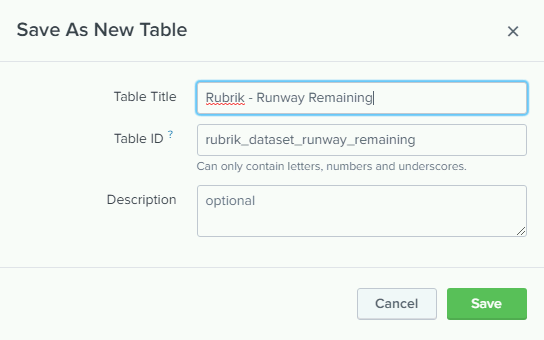 Save As New Table
×
Table Title Rubrik - Runway Remaining
Table ID ? rubrik_dataset_runway_remaining
Can only contain letters, numbers and underscores.
Description optional
Cancel Save